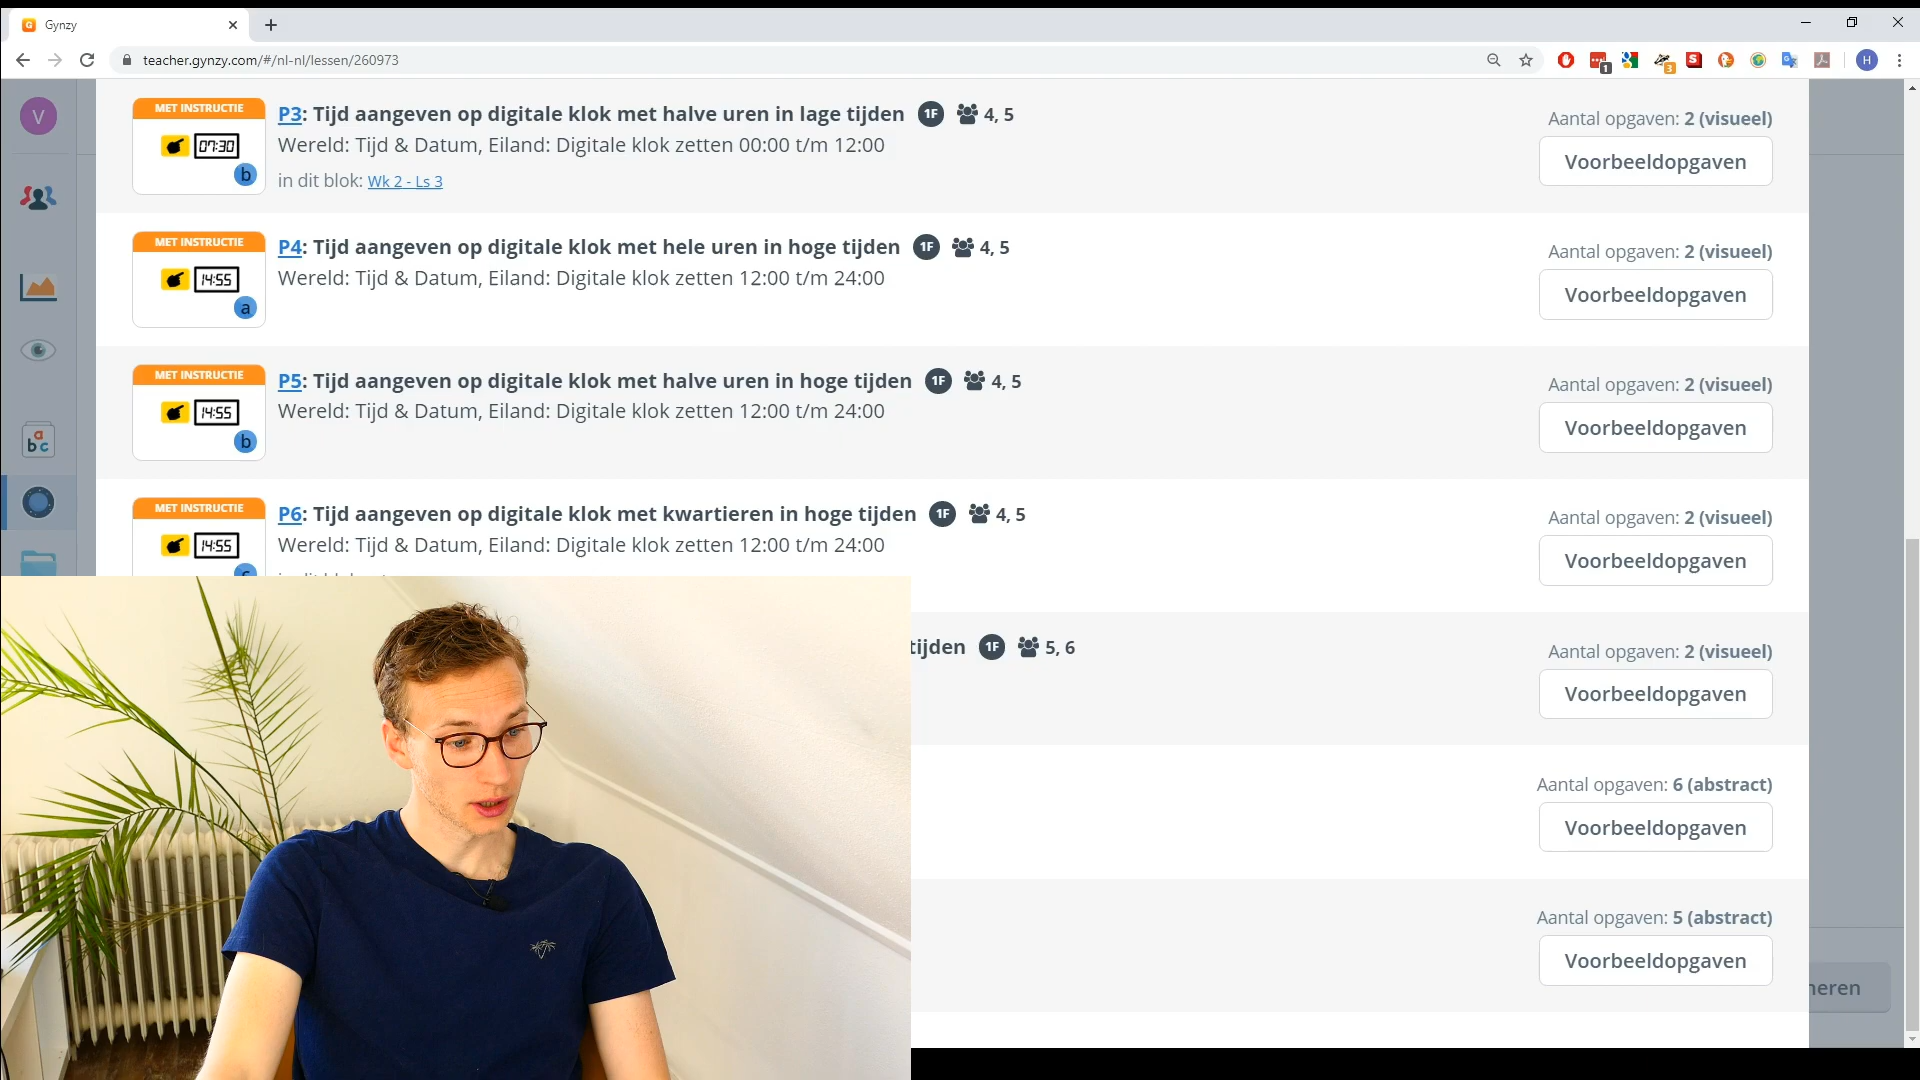 Gynzy
teacher.gynzy.com/#/nl-nl/lessen/260973
1
3
H
V
MET INSTRUCTIE
07:30
b
P3: Tijd aangeven op digitale klok met halve uren in lage tijden 1F 4, 5
Wereld: Tijd & Datum, Eiland: Digitale klok zetten 00:00 t/m 12:00
in dit blok: Wk 2 - Ls 3
Aantal opgaven: 2 (visueel)
Voorbeeldopgaven
MET INSTRUCTIE
14:55
a
P4: Tijd aangeven op digitale klok met hele uren in hoge tijden 1F 4, 5
Wereld: Tijd & Datum, Eiland: Digitale klok zetten 12:00 t/m 24:00
Aantal opgaven: 2 (visueel)
Voorbeeldopgaven
MET INSTRUCTIE
14:55
b
P5: Tijd aangeven op digitale klok met halve uren in hoge tijden 1F 4, 5
Wereld: Tijd & Datum, Eiland: Digitale klok zetten 12:00 t/m 24:00
Aantal opgaven: 2 (visueel)
Voorbeeldopgaven
a
b c
MET INSTRUCTIE
14:55
P6: Tijd aangeven op digitale klok met kwartieren in hoge tijden 1F 4, 5
Wereld: Tijd & Datum, Eiland: Digitale klok zetten 12:00 t/m 24:00
Aantal opgaven: 2 (visueel)
Voorbeeldopgaven
tijden 1F 5, 6
Aantal opgaven: 2 (visueel)
Voorbeeldopgaven
Aantal opgaven: 6 (abstract)
Voorbeeldopgaven
Aantal opgaven: 5 (abstract)
Voorbeeldopgaven
neren